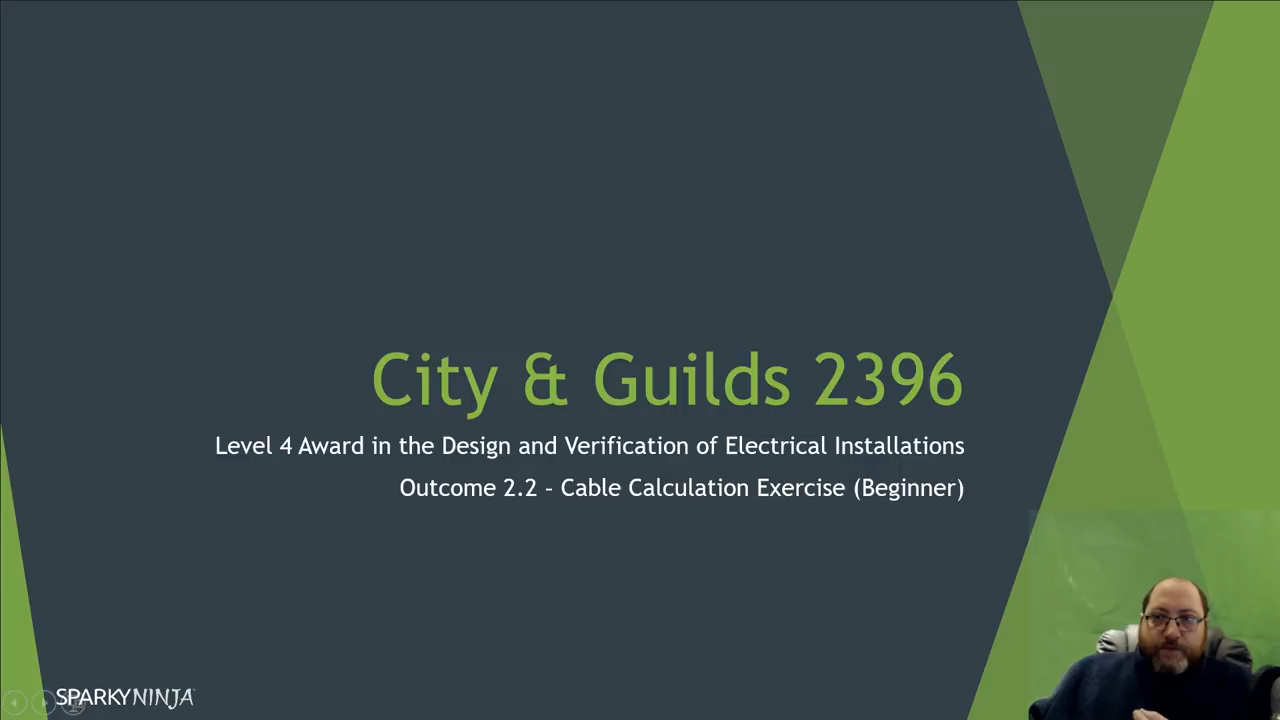 City & Guilds 2396
Level 4 Award in the Design and Verification of Electrical Installations
Outcome 2.2 - Cable Calculation Exercise (Beginner)
SPARKYNINJA